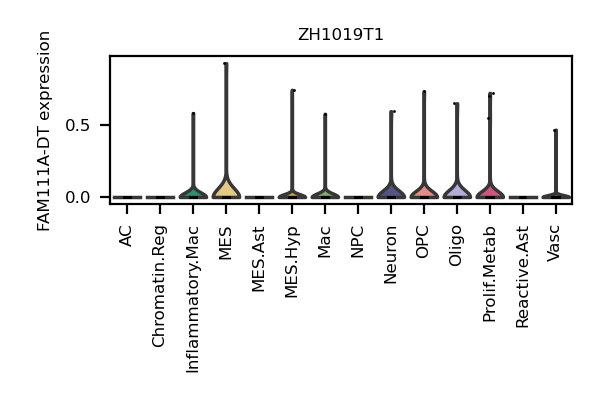 ZH1019T1
FAM111A-DT expression
0.5
0.0
AC
Chromatin.Reg
Inflammatory.Mac
MES
MES.Ast
MES.Hyp
Mac
NPC
Neuron
OPC
Oligo
Prolif.Metab
Reactive.Ast
Vasc